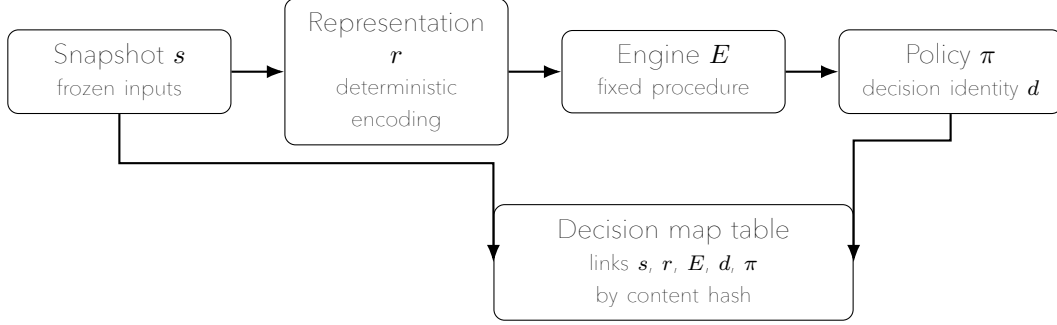 Snapshot s
frozen inputs
Representation
r
deterministic
encoding
Engine E
fixed procedure
Policy π
decision identity d
Decision map table
links s, r, E, d, π
by content hash